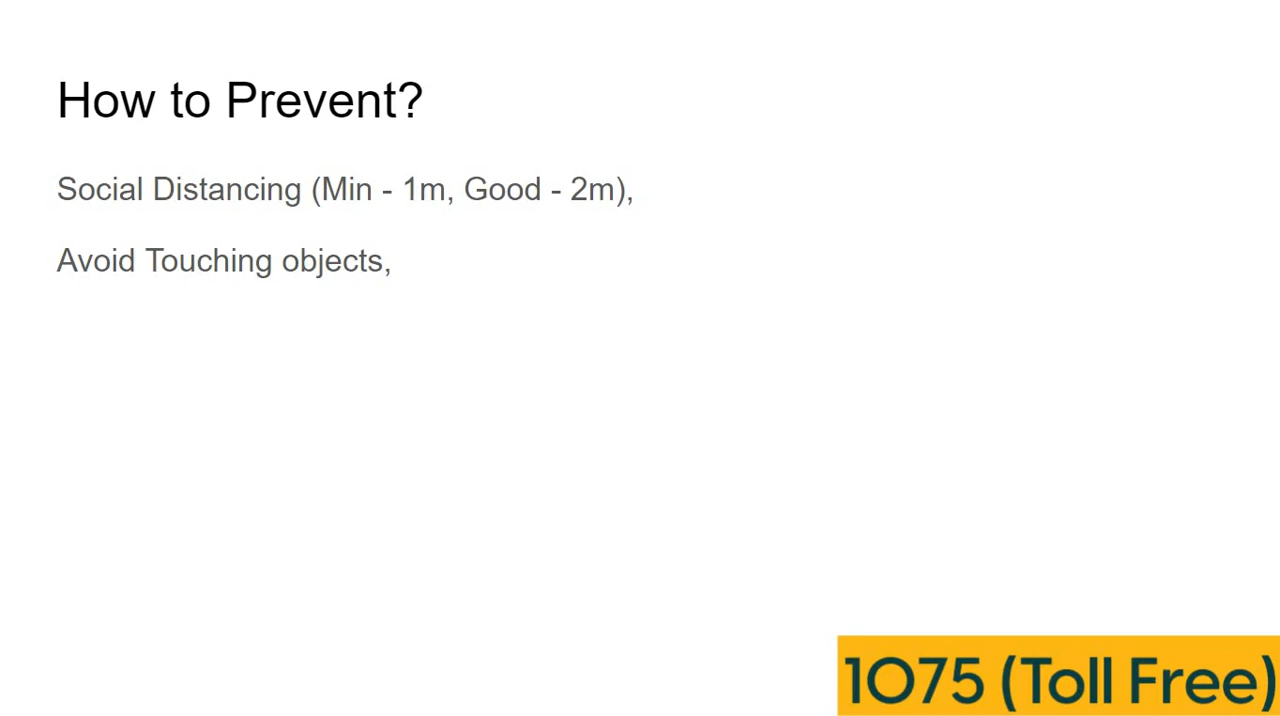 How to Prevent?
Social Distancing (Min - 1m, Good - 2m),
Avoid Touching objects,
1075 (Toll Free)